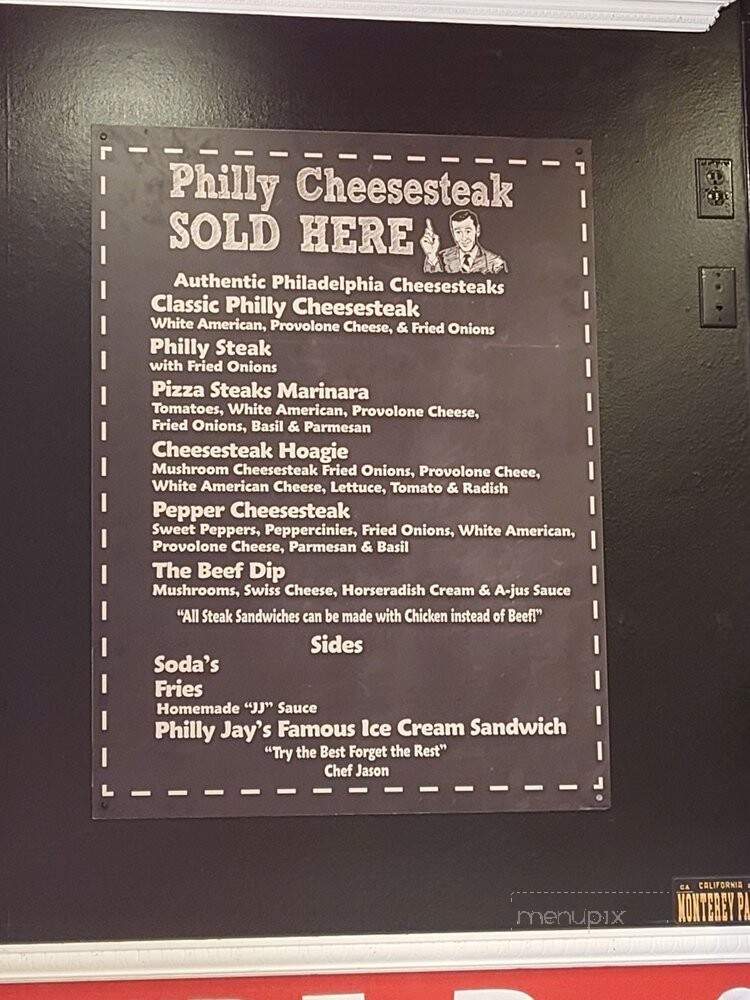 Philly Cheesesteak
SOLD HERE
Authentic Philadelphia Cheesesteaks
Classic Philly Cheesesteak
White American, Provolone Cheese, & Fried Onions
Philly Steak
with Fried Onions
Pizza Steaks Marinara
Tomatoes, White American, Provolone Cheese,
Fried Onions, Basil & Parmesan
Cheesesteak Hoagie
Mushroom Cheesesteak Fried Onions, Provolone Cheee,
White American Cheese, Lettuce, Tomato & Radish
Pepper Cheesesteak
Sweet Peppers, Peppercinies, Fried Onions, White American,
Provolone Cheese, Parmesan & Basil
The Beef Dip
Mushrooms, Swiss Cheese, Horseradish Cream & A-jus Sauce
"All Steak Sandwiches can be made with Chicken instead of Beef!"
Sides
Soda's
Fries
Homemade "JJ" Sauce
Philly Jay's Famous Ice Cream Sandwich
"Try the Best Forget the Rest"
Chef Jason
menupix
CA CALIFORNIA
MONTEREY PA